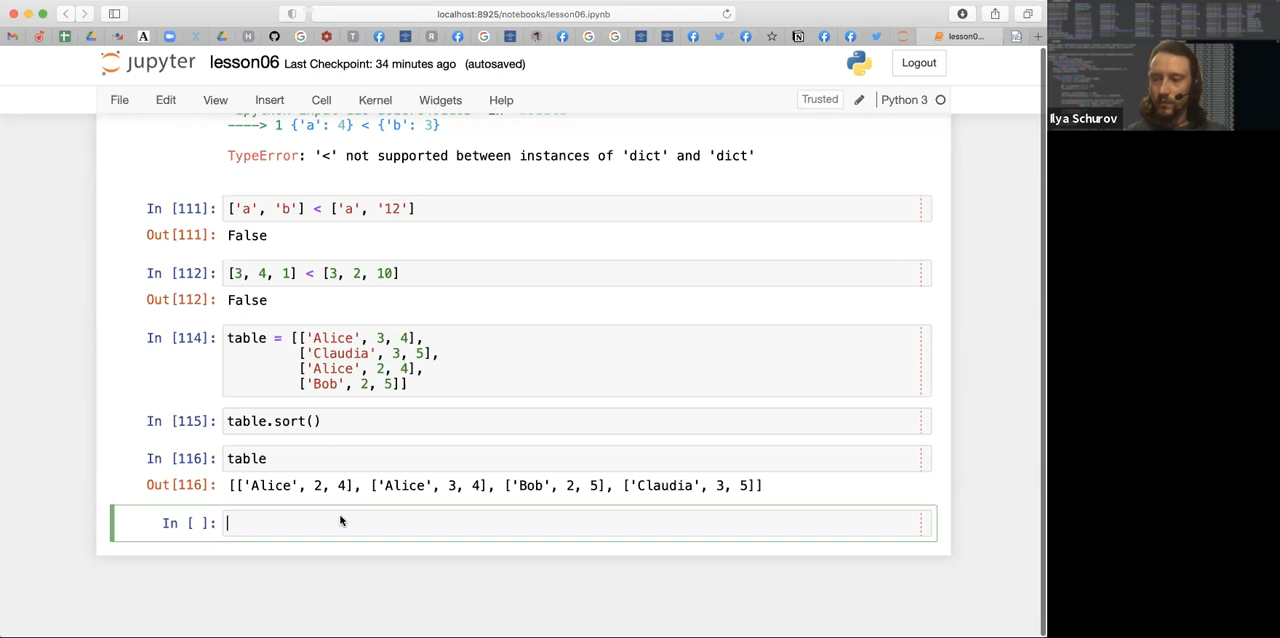 localhost:8925/notebooks/lesson06.ipynb
lesson0...
jupyter lesson06 Last Checkpoint: 34 minutes ago (autosaved)
Logout
File Edit View Insert Cell Kernel Widgets Help
Trusted Python 3
----> 1 {'a': 4} < {'b': 3}
TypeError: '<' not supported between instances of 'dict' and 'dict'
In [111]: ['a', 'b'] < ['a', '12']
Out[111]: False
In [112]: [3, 4, 1] < [3, 2, 10]
Out[112]: False
In [114]: table = [['Alice', 3, 4],
['Claudia', 3, 5],
['Alice', 2, 4],
['Bob', 2, 5]]
In [115]: table.sort()
In [116]: table
Out[116]: [['Alice', 2, 4], ['Alice', 3, 4], ['Bob', 2, 5], ['Claudia', 3, 5]]
In [ ]:
Ilya Schurov